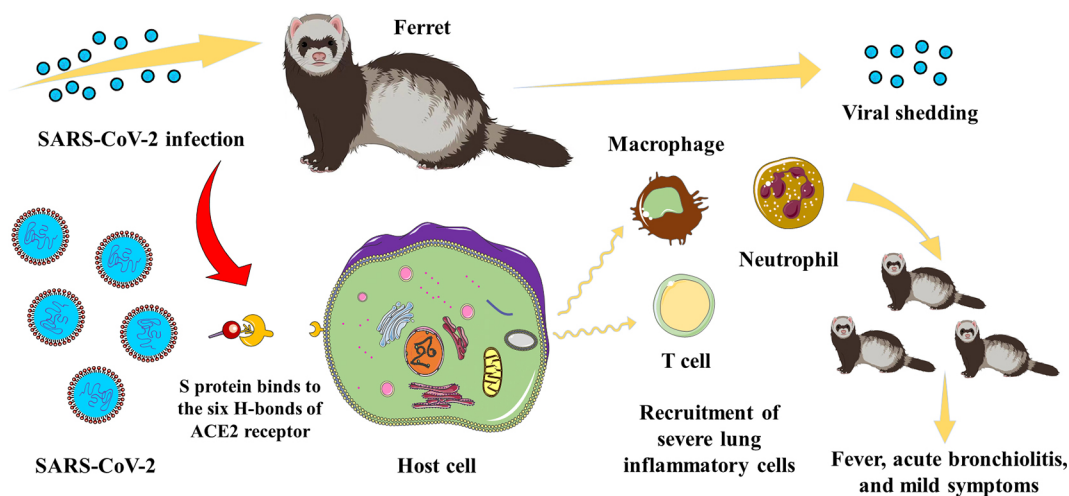 Ferret
SARS-CoV-2 infection
Viral shedding
Macrophage
Neutrophil
T cell
S protein binds to
the six H-bonds of
ACE2 receptor
SARS-CoV-2
Host cell
Recruitment of
severe lung
inflammatory cells
Fever, acute bronchiolitis,
and mild symptoms